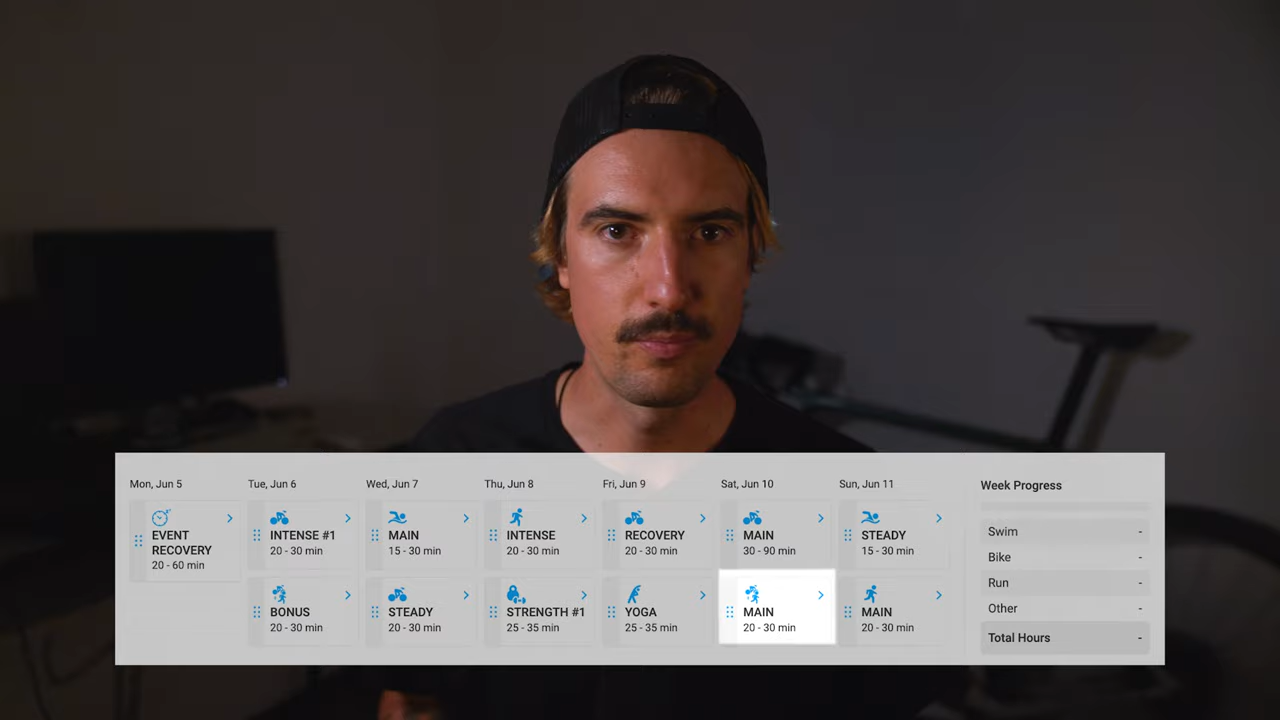 Mon, Jun 5
EVENT
RECOVERY
20 - 60 min
Tue, Jun 6
INTENSE #1
20 - 30 min
BONUS
20 - 30 min
Wed, Jun 7
MAIN
15 - 30 min
STEADY
20 - 30 min
Thu, Jun 8
INTENSE
20 - 30 min
STRENGTH #1
25 - 35 min
Fri, Jun 9
RECOVERY
20 - 30 min
YOGA
25 - 35 min
Sat, Jun 10
MAIN
30 - 90 min
MAIN
20 - 30 min
Sun, Jun 11
STEADY
15 - 30 min
MAIN
20 - 30 min
Week Progress
Swim -
Bike -
Run -
Other -
Total Hours -